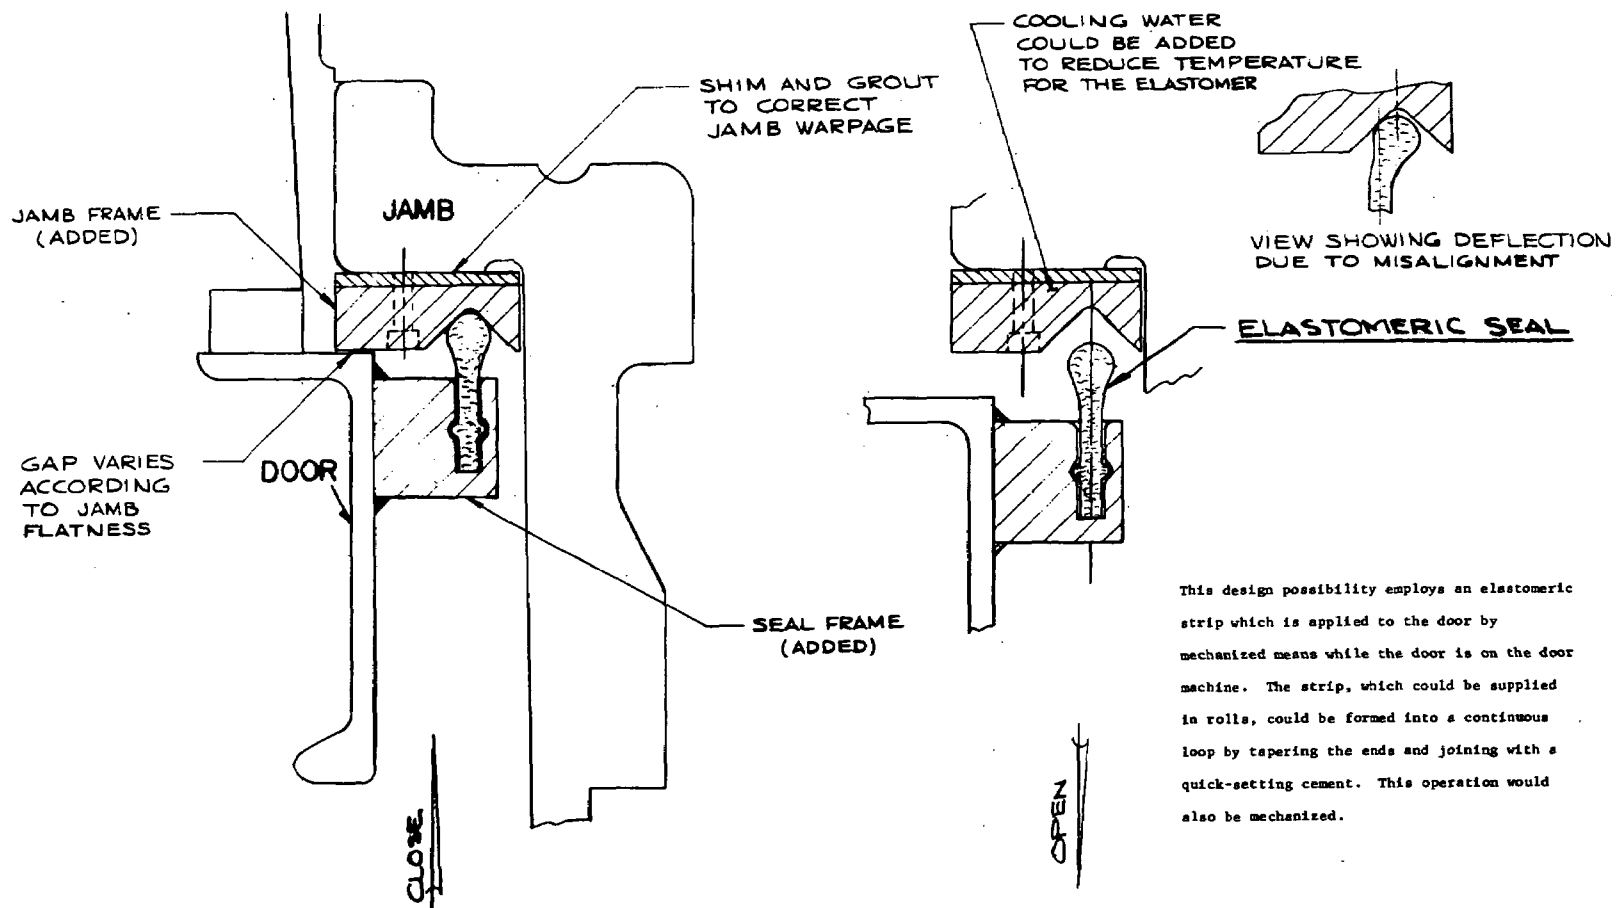 COOLING WATER
COULD BE ADDED
TO REDUCE TEMPERATURE
FOR THE ELASTOMER
SHIM AND GROUT
TO CORRECT
JAMB WARPAGE
JAMB FRAME
(ADDED)
JAMB
VIEW SHOWING DEFLECTION
DUE TO MISALIGNMENT
ELASTOMERIC SEAL
GAP VARIES
ACCORDING
TO JAMB
FLATNESS
DOOR
SEAL FRAME
(ADDED)
CLOSE
OPEN
This design possibility employs an elastomeric
strip which is applied to the door by
mechanized means while the door is on the door
machine. The strip, which could be supplied
in rolls, could be formed into a continuous
loop by tapering the ends and joining with a
quick-setting cement. This operation would
also be mechanized.